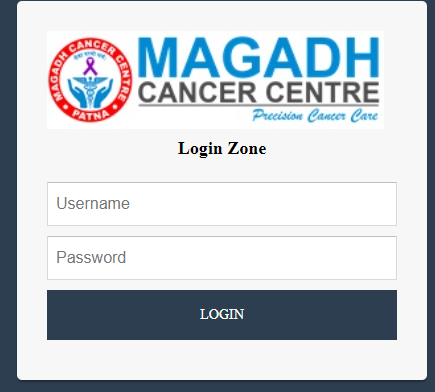 MAGADH CANCER CENTRE
PATNA
MAGADH
CANCER CENTRE
Precision Cancer Care
Login Zone
Username
Password
LOGIN